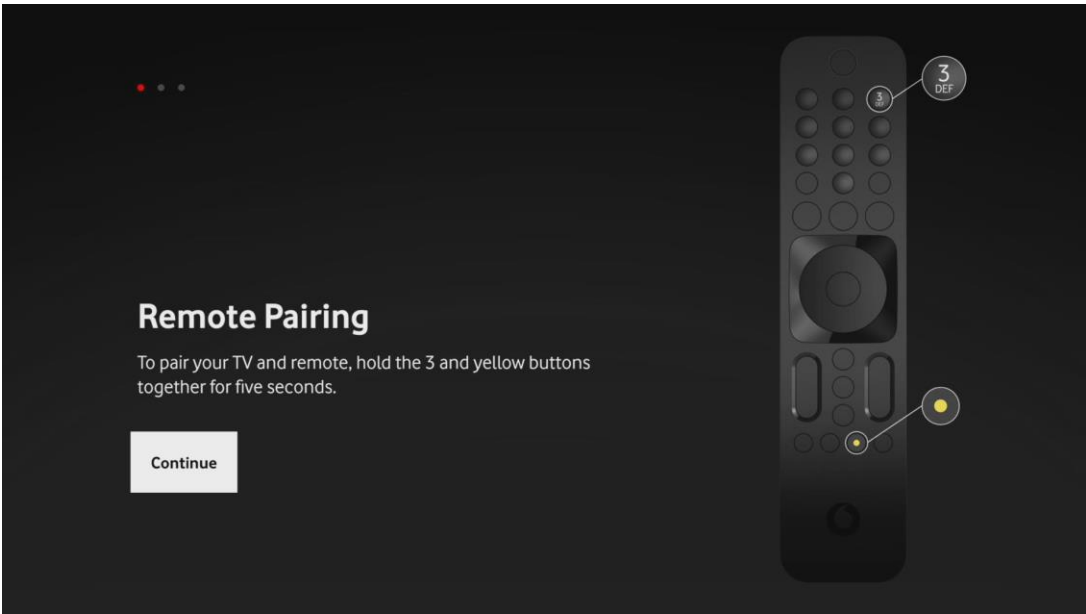 3
DEF
3
DEF
Remote Pairing
To pair your TV and remote, hold the 3 and yellow buttons
together for five seconds.
Continue